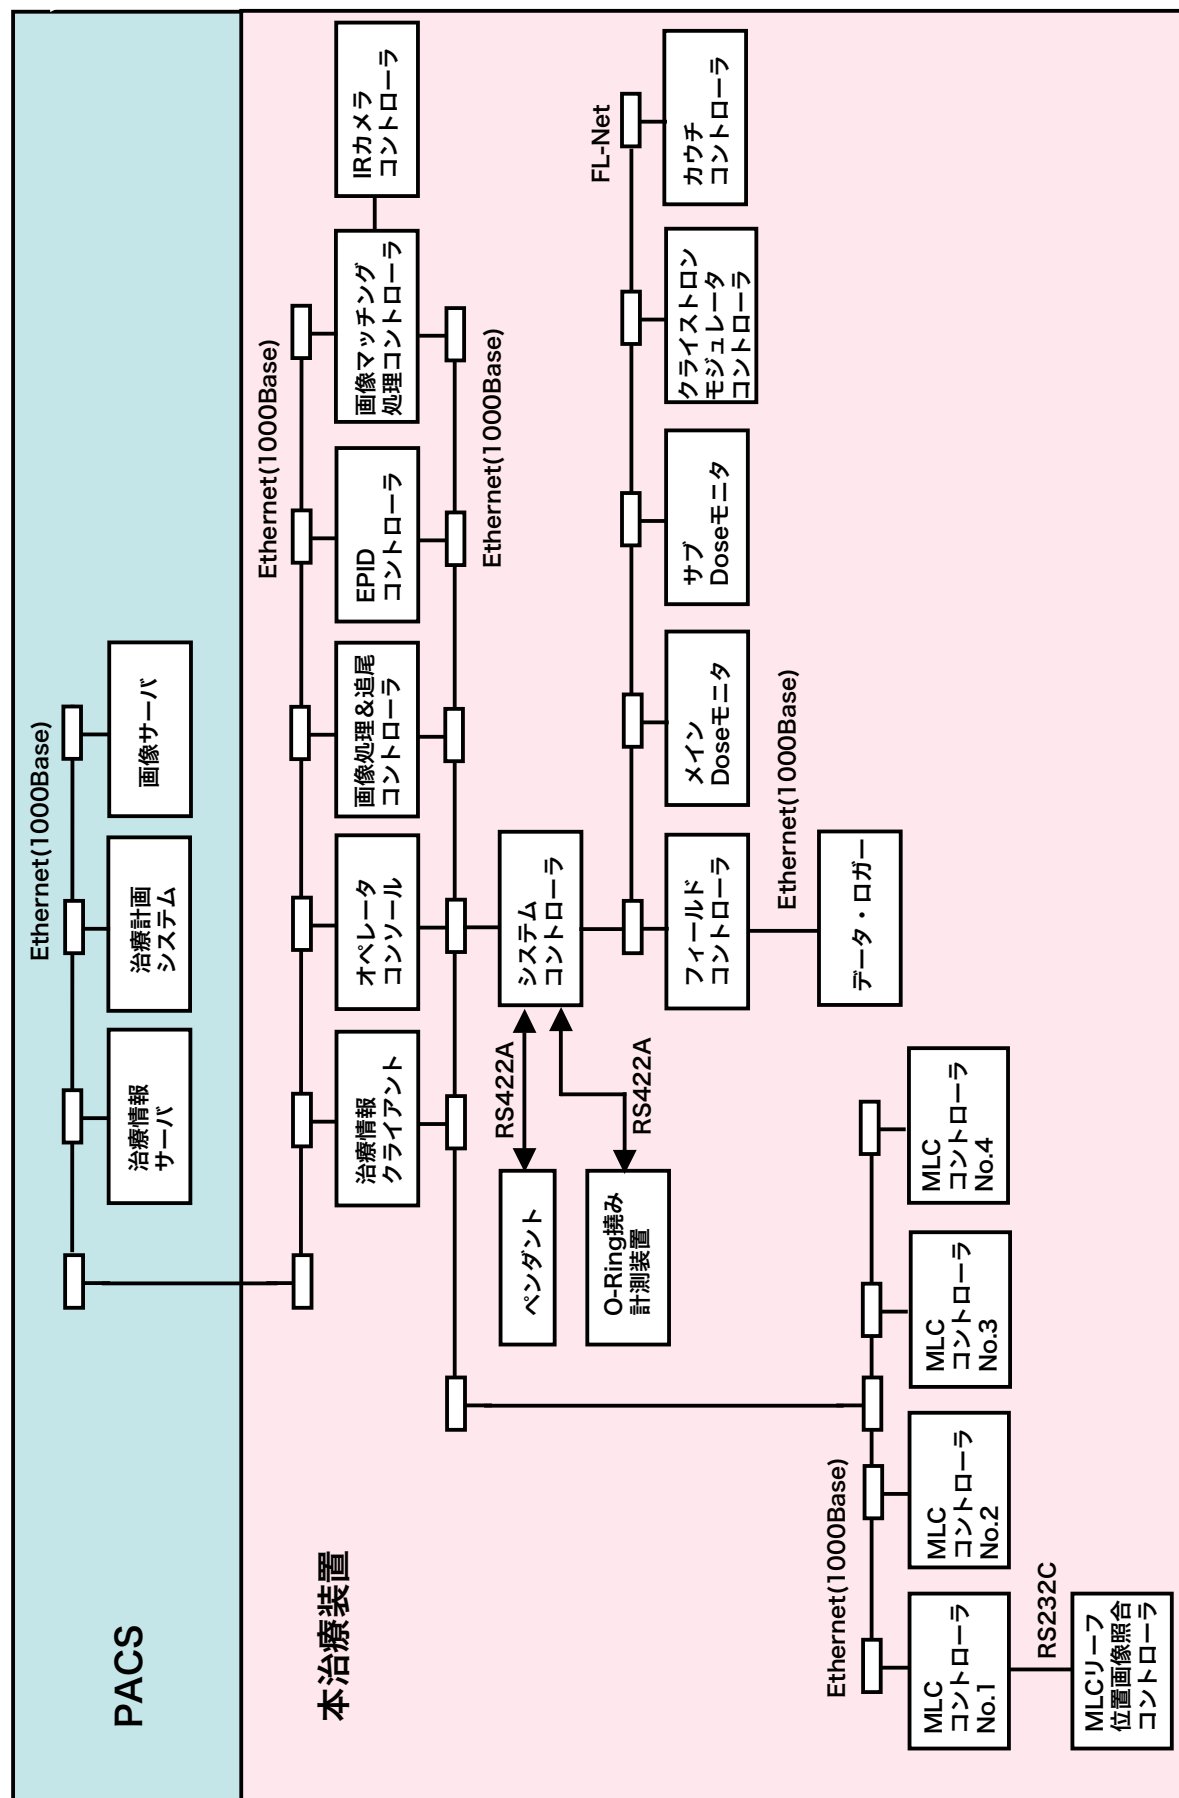 PACS
Ethernet(1000Base)
治療情報
サーバ
治療計画
システム
画像サーバ
本治療装置
Ethernet(1000Base)
治療情報
クライアント
オペレータ
コンソール
画像処理&追尾
コントローラ
EPID
コントローラ
画像マッチング
処理コントローラ
IRカメラ
コントローラ
Ethernet(1000Base)
ペンダント
RS422A
システム
コントローラ
O-Ring撓み
計測装置
RS422A
FL-Net
フィールド
コントローラ
メイン
Doseモニタ
サブ
Doseモニタ
クライストロン
モジュレータ
コントローラ
カウチ
コントローラ
Ethernet(1000Base)
データ・ロガー
Ethernet(1000Base)
MLC
コントローラ
No.1
MLC
コントローラ
No.2
MLC
コントローラ
No.3
MLC
コントローラ
No.4
RS232C
MLCリーフ
位置画像照合
コントローラ